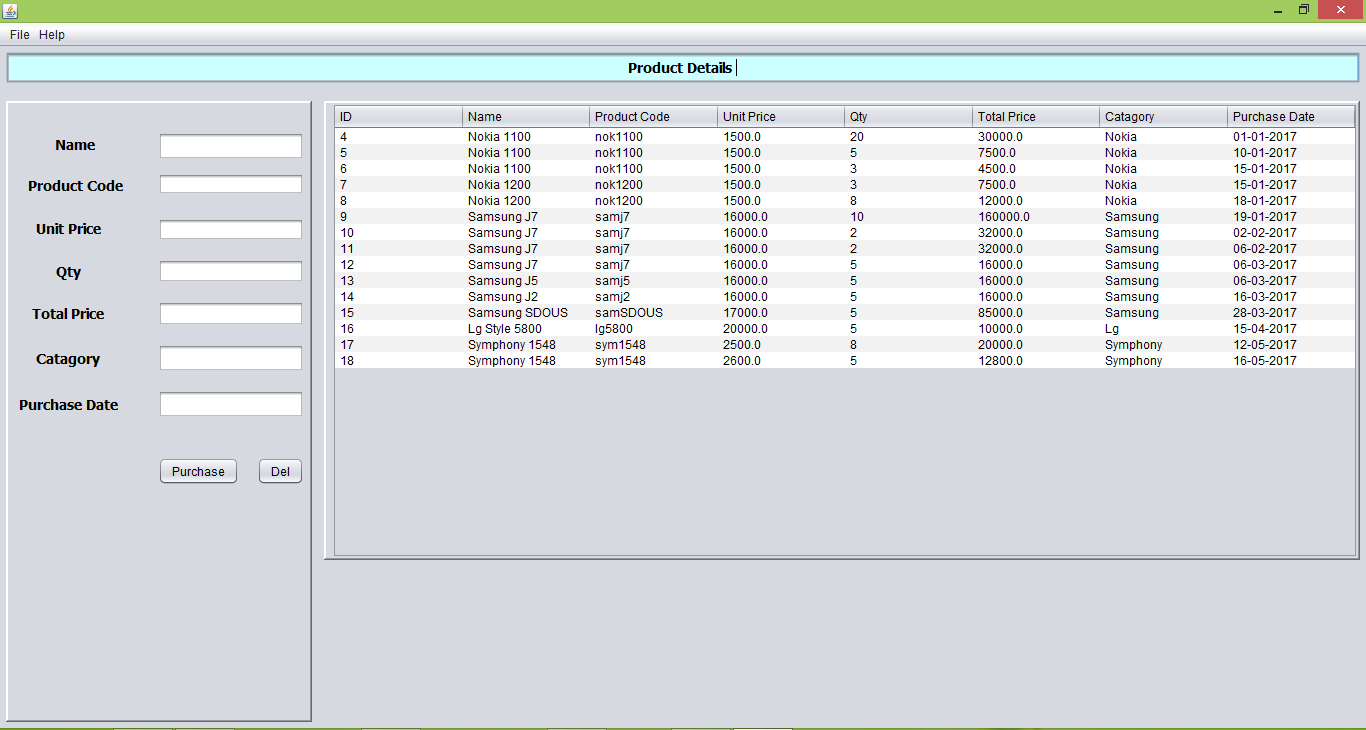 File Help
Product Details
Name
Product Code
Unit Price
Qty
Total Price
Catagory
Purchase Date
Purchase Del
ID Name Product Code Unit Price Qty Total Price Catagory Purchase Date
4 Nokia 1100 nok1100 1500.0 20 30000.0 Nokia 01-01-2017
5 Nokia 1100 nok1100 1500.0 5 7500.0 Nokia 10-01-2017
6 Nokia 1100 nok1100 1500.0 3 4500.0 Nokia 15-01-2017
7 Nokia 1200 nok1200 1500.0 3 7500.0 Nokia 15-01-2017
8 Nokia 1200 nok1200 1500.0 8 12000.0 Nokia 18-01-2017
9 Samsung J7 samj7 16000.0 10 160000.0 Samsung 19-01-2017
10 Samsung J7 samj7 16000.0 2 32000.0 Samsung 02-02-2017
11 Samsung J7 samj7 16000.0 2 32000.0 Samsung 06-02-2017
12 Samsung J7 samj7 16000.0 5 16000.0 Samsung 06-03-2017
13 Samsung J5 samj5 16000.0 5 16000.0 Samsung 06-03-2017
14 Samsung J2 samj2 16000.0 5 16000.0 Samsung 16-03-2017
15 Samsung SDOUS samSDOUS 17000.0 5 85000.0 Samsung 28-03-2017
16 Lg Style 5800 lg5800 20000.0 5 10000.0 Lg 15-04-2017
17 Symphony 1548 sym1548 2500.0 8 20000.0 Symphony 12-05-2017
18 Symphony 1548 sym1548 2600.0 5 12800.0 Symphony 16-05-2017